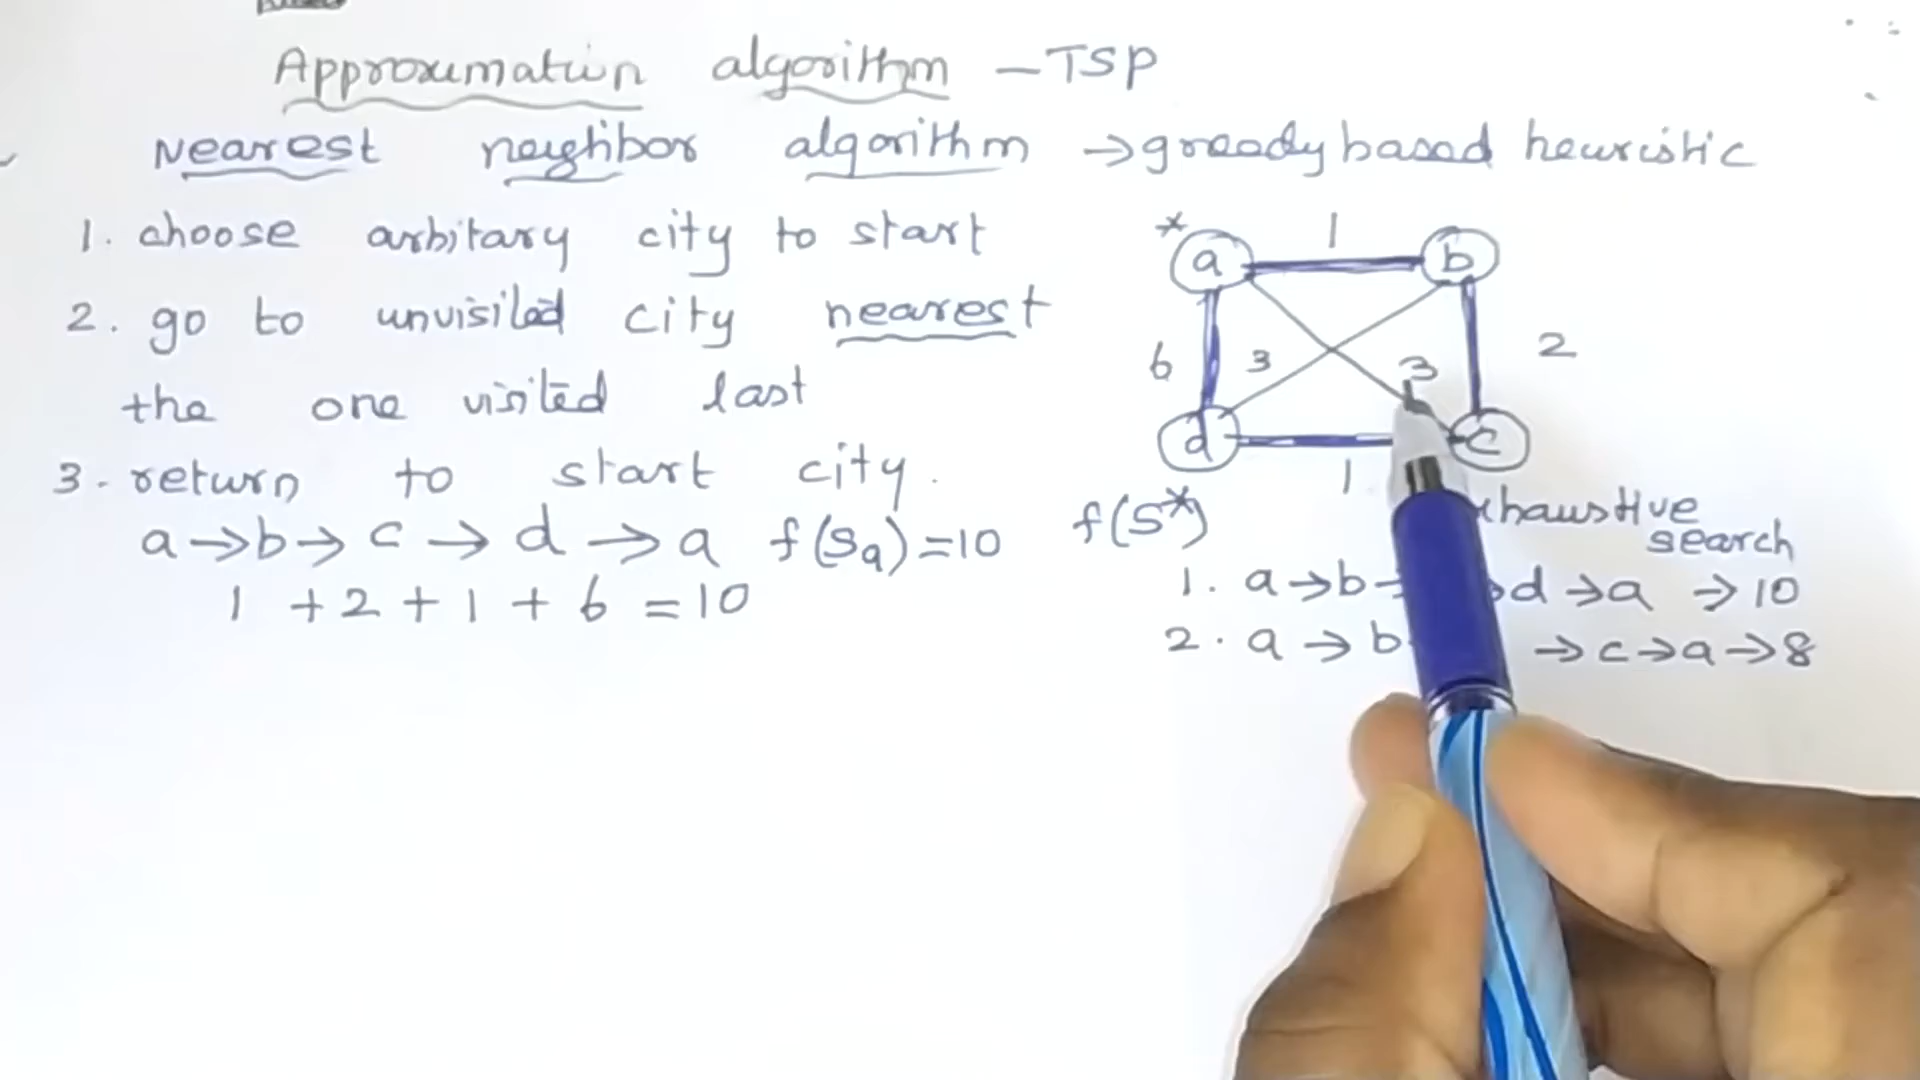 Approximation algorithm - TSP
Nearest neighbor algorithm → greedy based heuristic
1. choose arbitary city to start
2. go to unvisited city nearest
the one visited last
3. return to start city.
a → b → c → d → a f(Sa) = 10
1 + 2 + 1 + 6 = 10
* a 1 b
6 3 3 2
d 1 c
f(S*)
search
1. a → b → d → a → 10
2. a → b → c → a → 8